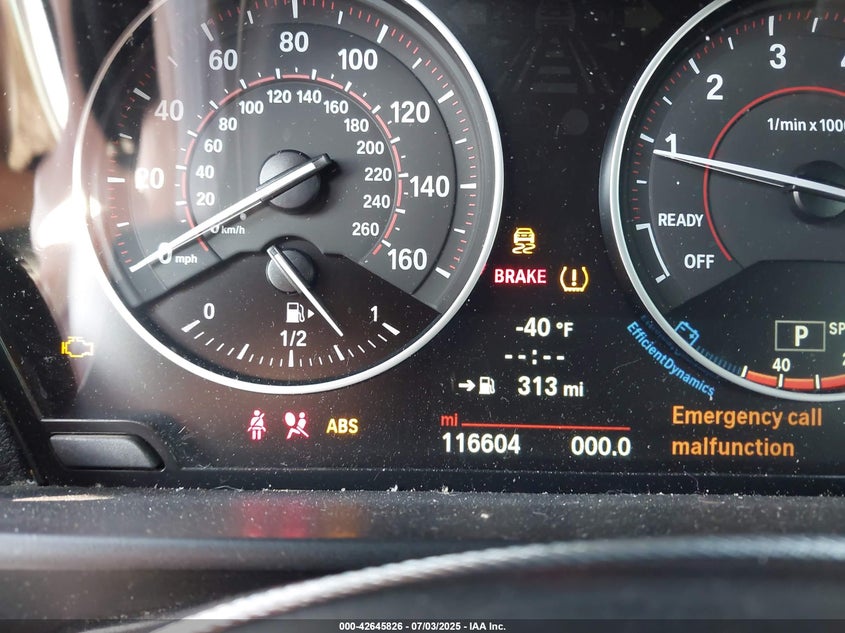 0 20 40 60 80 100 120 140 160
mph
0 20 40 60 80 100 120 140 160 180 200 220 240 260
km/h
0 1/2 1
1 2 3 4
1/min x 1000
READY
OFF
BRAKE
-40 °F
--:--
313 mi
EfficientDynamics
P
40
ABS
mi
116604 000.0
Emergency call
malfunction
000-42645826 - 07/03/2025 - IAA Inc.